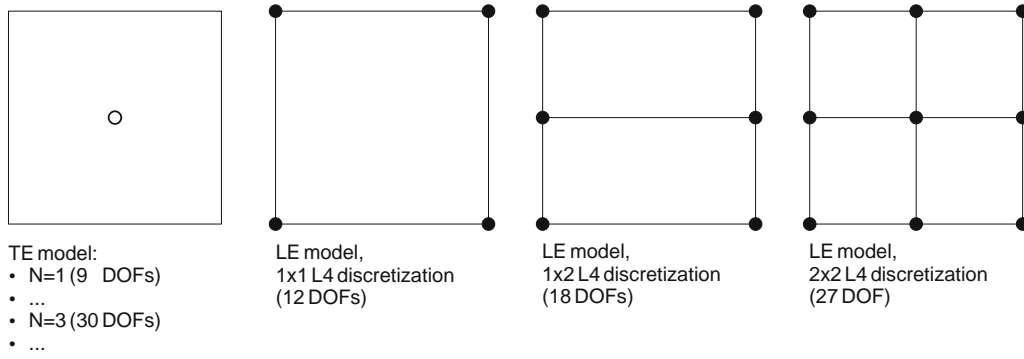 TE model:
• N=1 (9 DOFs)
• ...
• N=3 (30 DOFs)
• ...
LE model,
1x1 L4 discretization
(12 DOFs)
LE model,
1x2 L4 discretization
(18 DOFs)
LE model,
2x2 L4 discretization
(27 DOF)